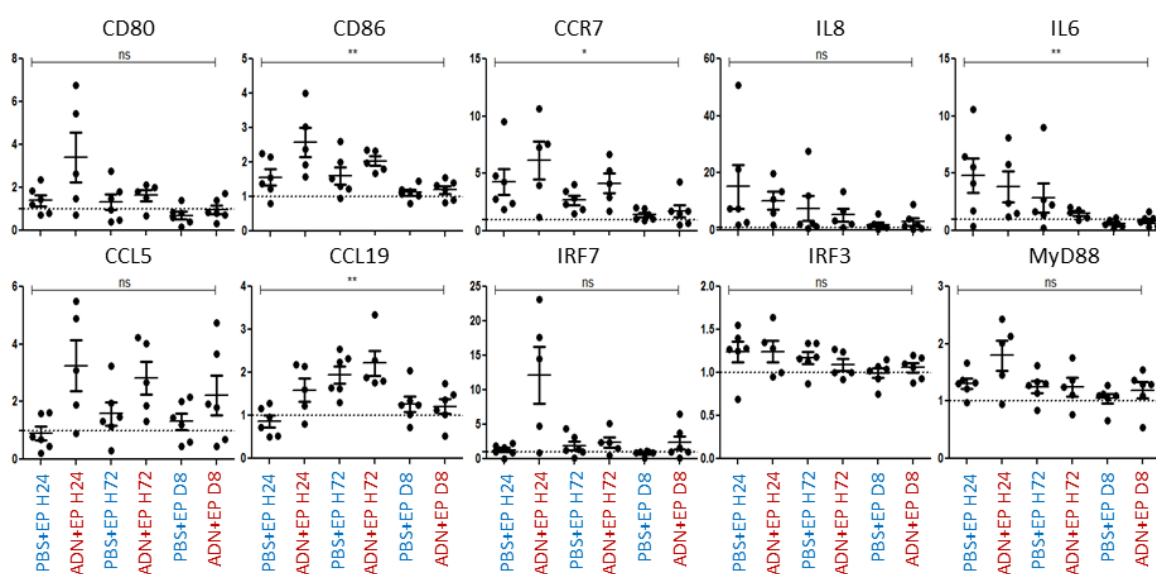 CD80 CD86 CCR7 IL8 IL6
ns ** * ns **
8 5 15 60 15
6 4 10 40 10
4 3 5 20 5
2 2 0 0 0
0 1
0
CCL5 CCL19 IRF7 IRF3 MyD88
ns ** ns ns ns
6 4 25 2.0 3
4 3 20 1.5 2
2 2 15 1.0 1
0 1 10 0.5 0
0 5 0.0
0
PBS+EP H24 ADN+EP H24 PBS+EP H72 ADN+EP H72 PBS+EP D8 ADN+EP D8
PBS+EP H24 ADN+EP H24 PBS+EP H72 ADN+EP H72 PBS+EP D8 ADN+EP D8
PBS+EP H24 ADN+EP H24 PBS+EP H72 ADN+EP H72 PBS+EP D8 ADN+EP D8
PBS+EP H24 ADN+EP H24 PBS+EP H72 ADN+EP H72 PBS+EP D8 ADN+EP D8
PBS+EP H24 ADN+EP H24 PBS+EP H72 ADN+EP H72 PBS+EP D8 ADN+EP D8